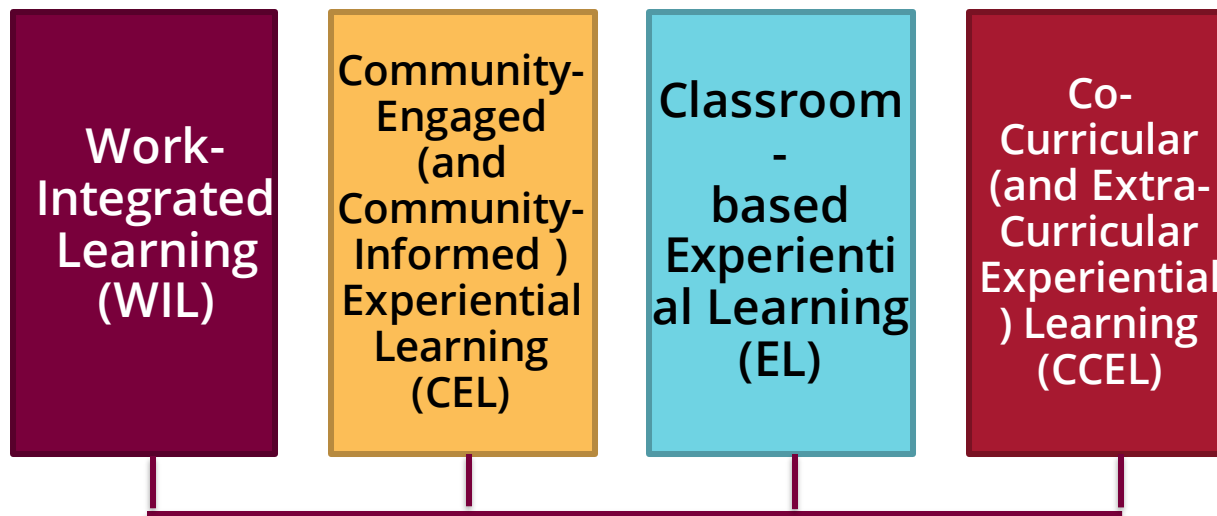 Work-
Integrated
Learning
(WIL)
Community-
Engaged
(and
Community-
Informed )
Experiential
Learning
(CEL)
Classroom
-
based
Experienti
al Learning
(EL)
Co-
Curricular
(and Extra-
Curricular
Experiential
) Learning
(CCEL)